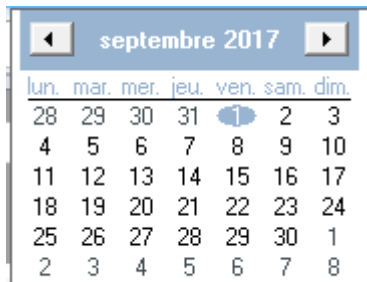 septembre 2017
lun. mar. mer. jeu. ven. sam. dim.
28 29 30 31 1 2 3
4 5 6 7 8 9 10
11 12 13 14 15 16 17
18 19 20 21 22 23 24
25 26 27 28 29 30 1
2 3 4 5 6 7 8